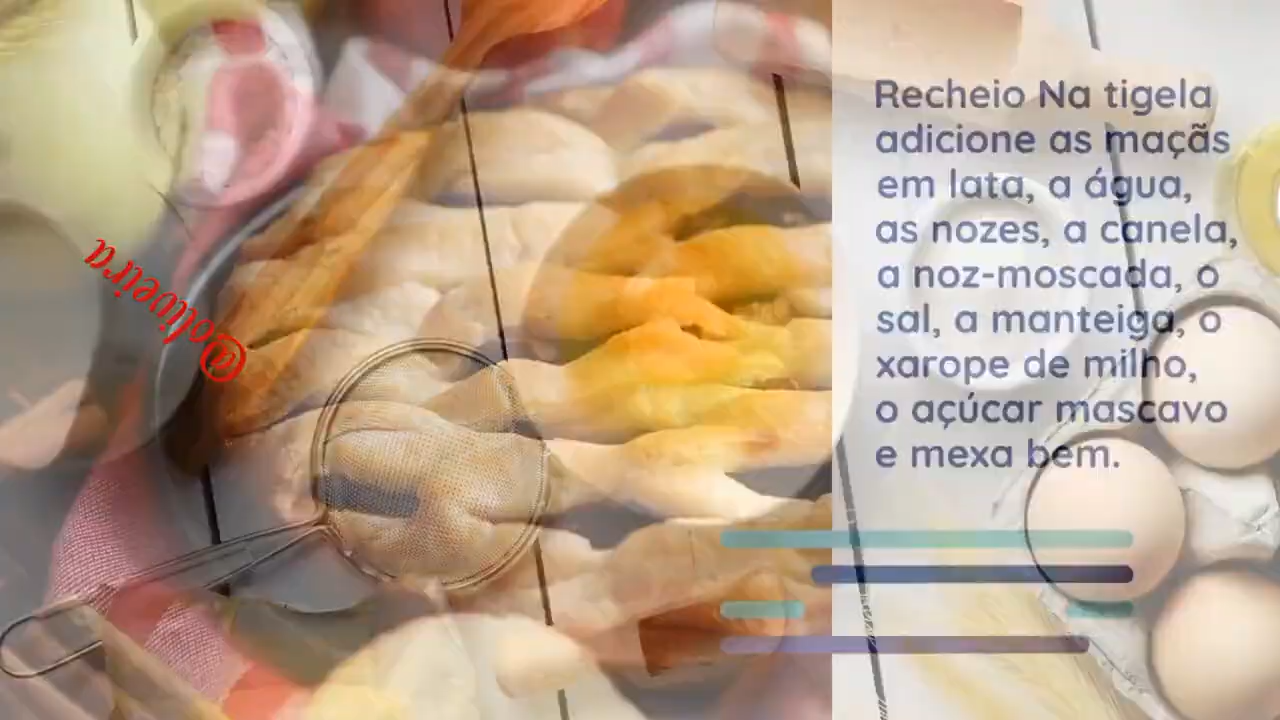 @oliveira
Recheio Na tigela
adicione as maçãs
em lata, a água,
as nozes, a canela,
a noz-moscada, o
sal, a manteiga, o
xarope de milho,
o açúcar mascavo
e mexa bem.